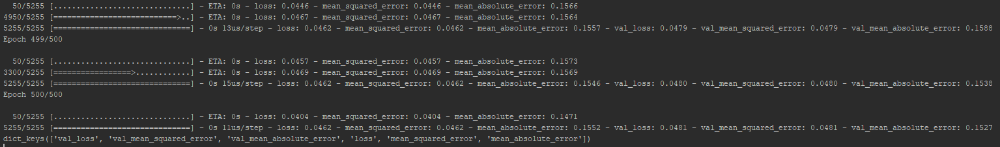 50/5255 [..............................] - ETA: 0s - loss: 0.0446 - mean_squared_error: 0.0446 - mean_absolute_error: 0.1566
4950/5255 [===========================>..] - ETA: 0s - loss: 0.0467 - mean_squared_error: 0.0467 - mean_absolute_error: 0.1564
5255/5255 [==============================] - 0s 13us/step - loss: 0.0462 - mean_squared_error: 0.0462 - mean_absolute_error: 0.1557 - val_loss: 0.0479 - val_mean_squared_error: 0.0479 - val_mean_absolute_error: 0.1588
Epoch 499/500
50/5255 [..............................] - ETA: 0s - loss: 0.0457 - mean_squared_error: 0.0457 - mean_absolute_error: 0.1573
3300/5255 [=================>............] - ETA: 0s - loss: 0.0469 - mean_squared_error: 0.0469 - mean_absolute_error: 0.1569
5255/5255 [==============================] - 0s 15us/step - loss: 0.0462 - mean_squared_error: 0.0462 - mean_absolute_error: 0.1546 - val_loss: 0.0480 - val_mean_squared_error: 0.0480 - val_mean_absolute_error: 0.1538
Epoch 500/500
50/5255 [..............................] - ETA: 0s - loss: 0.0404 - mean_squared_error: 0.0404 - mean_absolute_error: 0.1471
5255/5255 [==============================] - 0s 11us/step - loss: 0.0462 - mean_squared_error: 0.0462 - mean_absolute_error: 0.1552 - val_loss: 0.0481 - val_mean_squared_error: 0.0481 - val_mean_absolute_error: 0.1527
dict_keys(['val_loss', 'val_mean_squared_error', 'val_mean_absolute_error', 'loss', 'mean_squared_error', 'mean_absolute_error'])